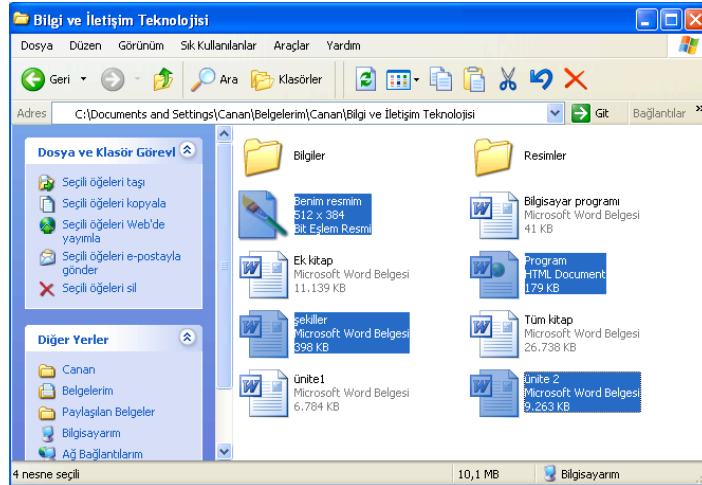 Bilgi ve İletişim Teknolojisi
Dosya Düzen Görünüm Sık Kullanılanlar Araçlar Yardım
Geri Ara Klasörler
Adres C:\Documents and Settings\Canan\Belgelerim\Canan\Bilgi ve İletişim Teknolojisi Git Bağlantılar »
Dosya ve Klasör Görevl
Seçili öğeleri taşı
Seçili öğeleri kopyala
Seçili öğeleri Web'de
yayımla
Seçili öğeleri e-postayla
gönder
Seçili öğeleri sil
Diğer Yerler
Canan
Belgelerim
Paylaşılan Belgeler
Bilgisayarım
Ağ Bağlantılarım
Bilgiler
Resimler
Benim resmim
512 x 384
Bit Eşlem Resmi
Bilgisayar programı
Microsoft Word Belgesi
41 KB
Ek kitap
Microsoft Word Belgesi
11.139 KB
Program
HTML Document
179 KB
şekiller
Microsoft Word Belgesi
398 KB
Tüm kitap
Microsoft Word Belgesi
26.738 KB
ünite1
Microsoft Word Belgesi
6.784 KB
ünite 2
Microsoft Word Belgesi
9.263 KB
4 nesne seçili 10,1 MB Bilgisayarım